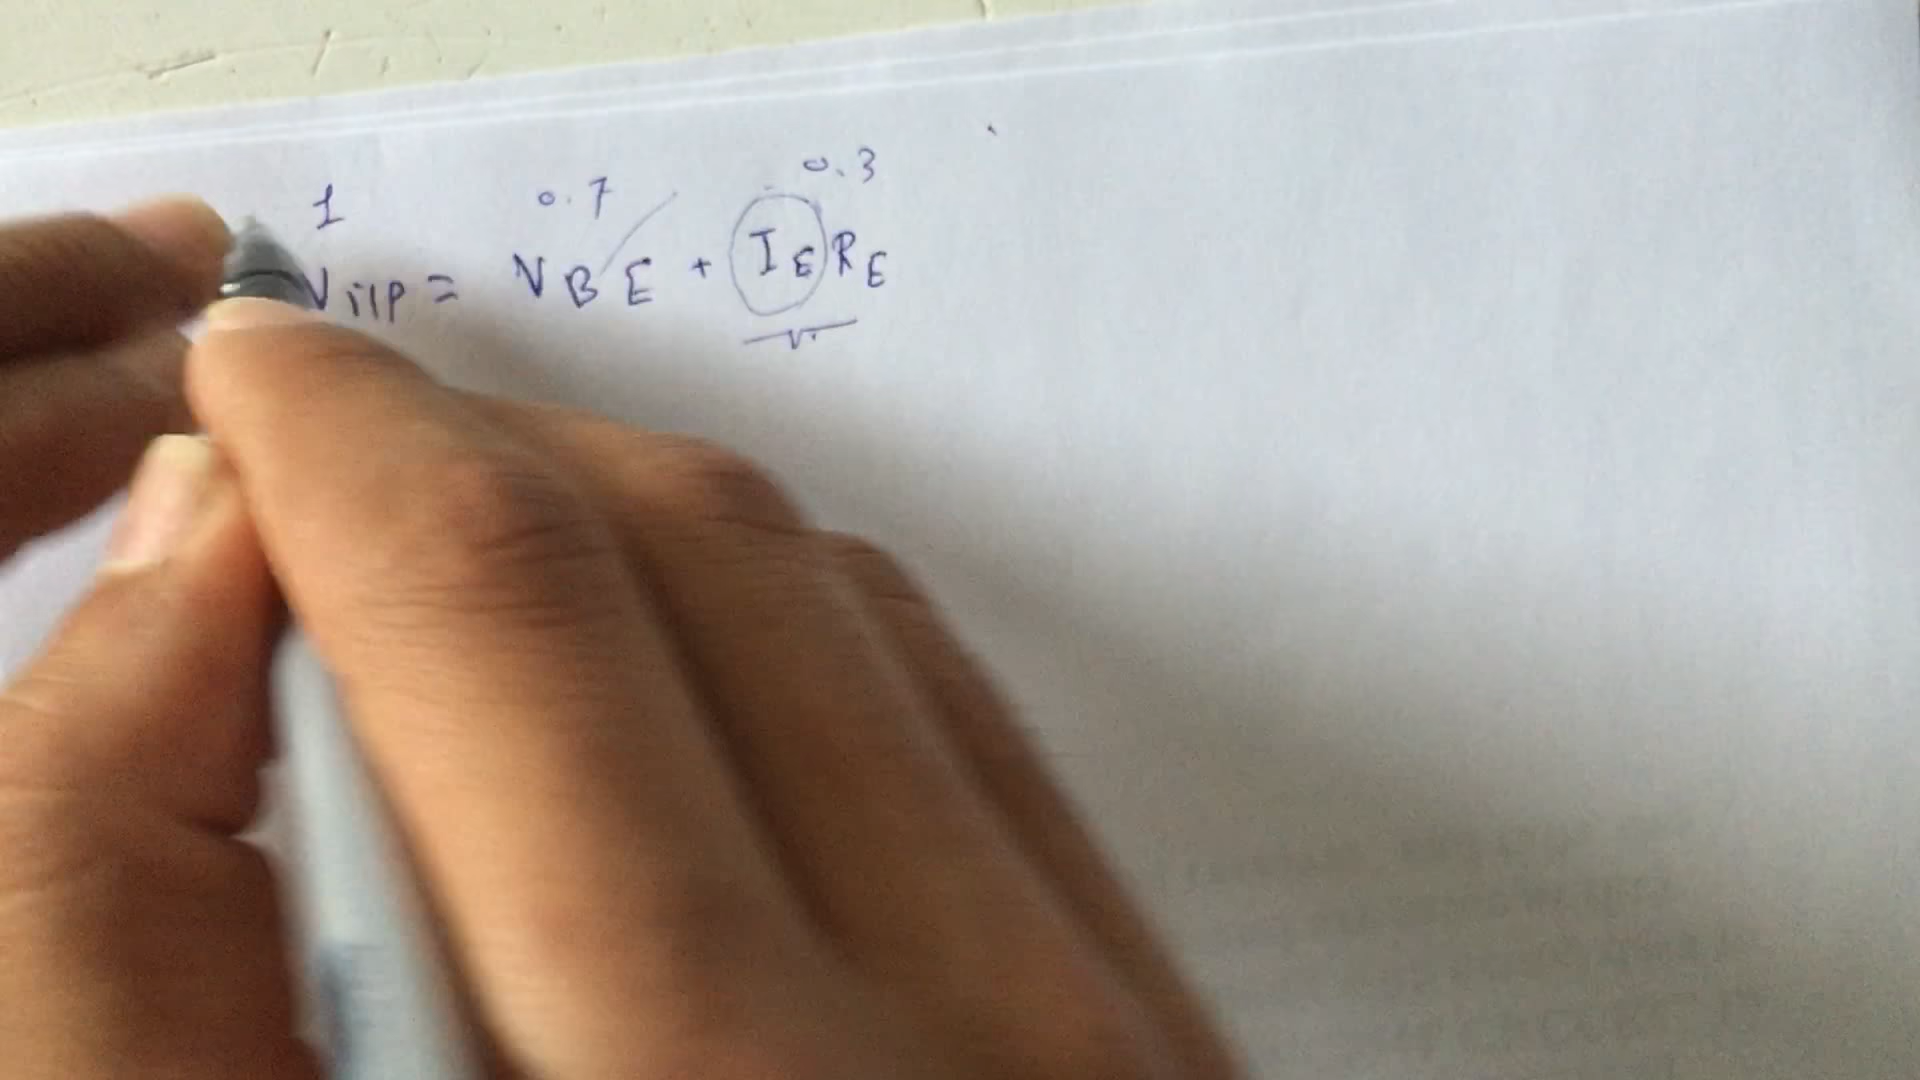 1 0.7 0.3
Vi/p = VBE + IERE